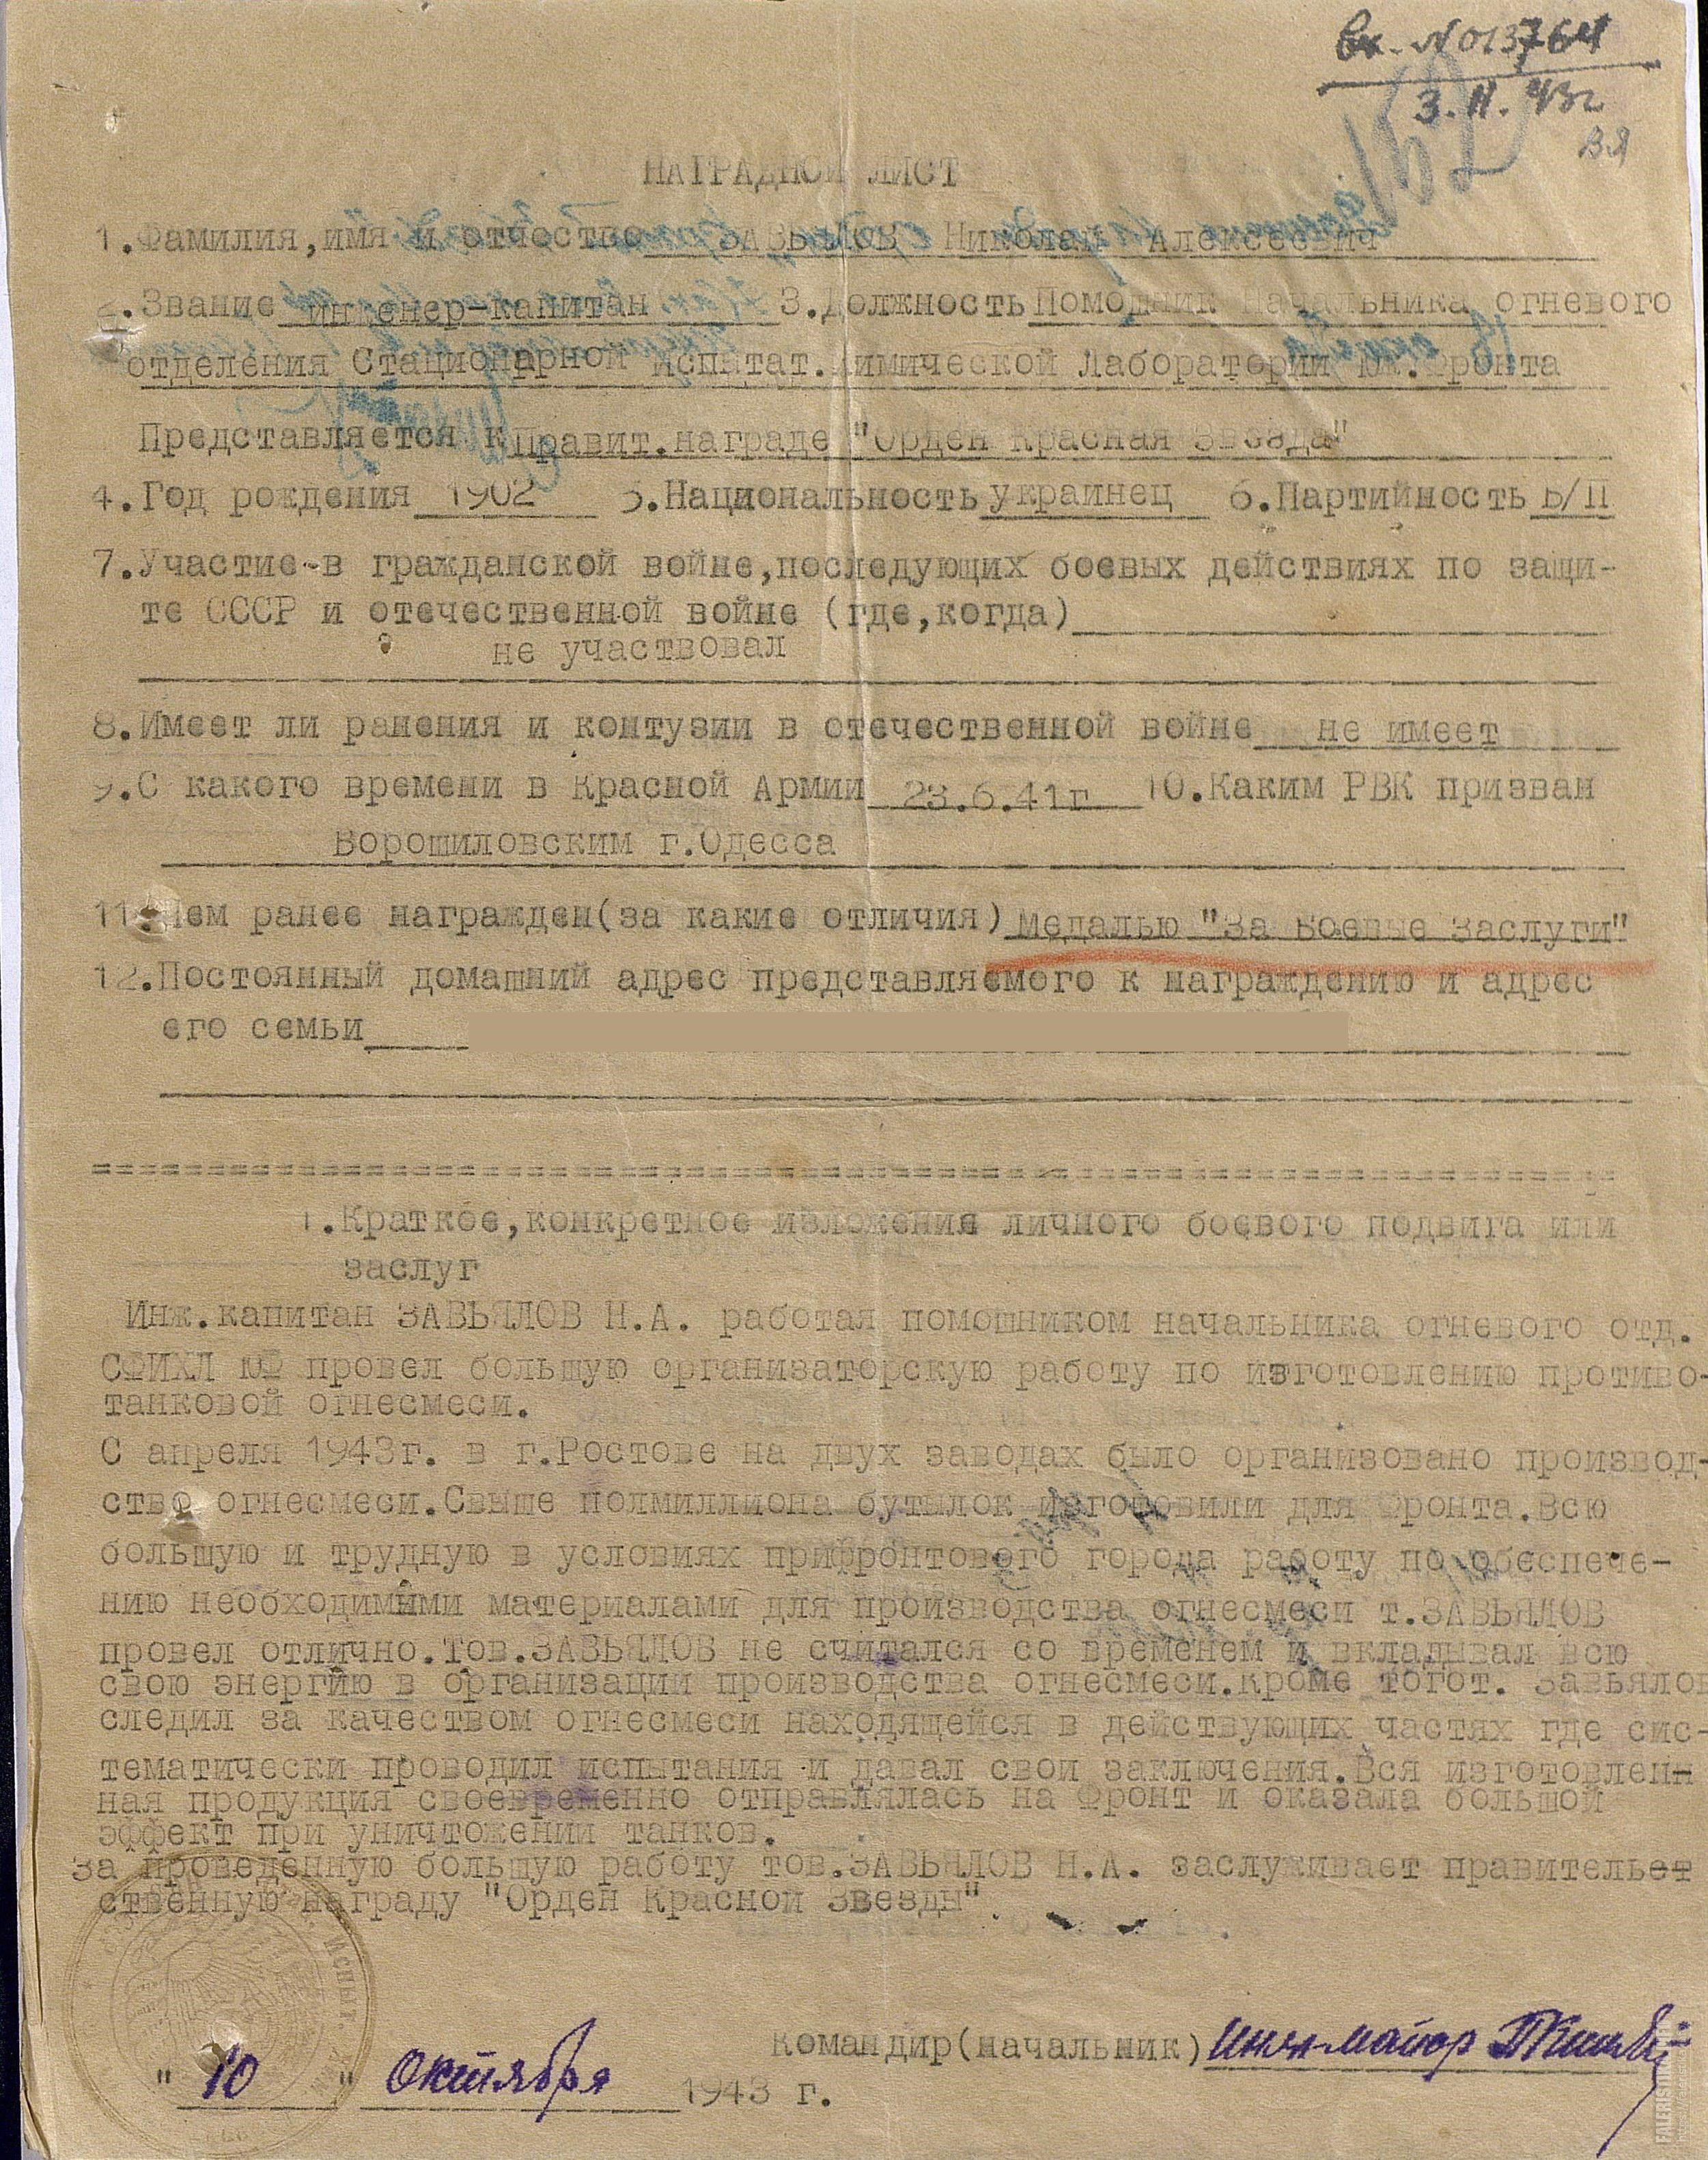 Вх. №013764
3.II.43г
ВЯ
НАГРАДНОЙ ЛИСТ
1.Фамилия,имя и отчество ЗАВЬЯЛОВ Николай Алексеевич
2.Звание инженер-капитан 3.Должность Помощник Начальника огневого
отделения Стационарной Испытат.Химической Лаборатории Юж.Фронта
Представляется к Правит.награде "Орден Красная Звезда"
4.Год рождения 1902 5.Национальность украинец 6.Партийность Б/П
7.Участие в гражданской войне,последующих боевых действиях по защи-
те СССР и отечественной войне (где,когда)
не участвовал
8.Имеет ли ранения и контузии в отечественной войне не имеет
9.С какого времени в Красной Армии 23.6.41г 10.Каким РВК призван
Ворошиловским г.Одесса
11.Чем ранее награжден(за какие отличия) Медалью "За Боевые Заслуги"
12.Постоянный домашний адрес представляемого к награждению и адрес
его семьи
1.Краткое,конкретное изложения личного боевого подвига или
заслуг
Инж.капитан ЗАВЬЯЛОВ Н.А. работая помошником начальника огневого отд.
СФИХЛ ЮФ провел большую организаторскую работу по изготовлению противо-
танковой огнесмеси.
С апреля 1943г. в г.Ростове на двух заводах было организовано производ-
ство огнесмеси.Свыше полмиллиона бутылок изготовили для Фронта.Всю
большую и трудную в условиях прифронтового города работу по обеспече-
нию необходимыми материалами для производства огнесмеси т.ЗАВЬЯЛОВ
провел отлично.Тов.ЗАВЬЯЛОВ не считался со временем и вкладывал всю
свою энергию в организации производства огнесмеси.Кроме тогот. Завьялов
следил за качеством огнесмеси находящейся в действующих частях где сис-
тематически проводил испытания и давал свои заключения.Вся изготовлен-
ная продукция своевременно отправлялась на Фронт и оказала большой
эффект при уничтожении танков.
За проведенную большую работу тов.ЗАВЬЯЛОВ Н.А. заслуживает правительст
ственную награду "Орден Красной Звезды".
Командир(начальник) Инж-майор
"10" Октября 1943 г.